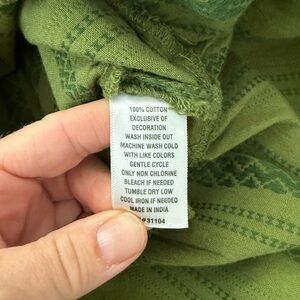 100% COTTON
EXCLUSIVE OF
DECORATION
WASH INSIDE OUT
MACHINE WASH COLD
WITH LIKE COLORS
GENTLE CYCLE
ONLY NON CHLORINE
BLEACH IF NEEDED
TUMBLE DRY LOW
COOL IRON IF NEEDED
MADE IN INDIA
#31104